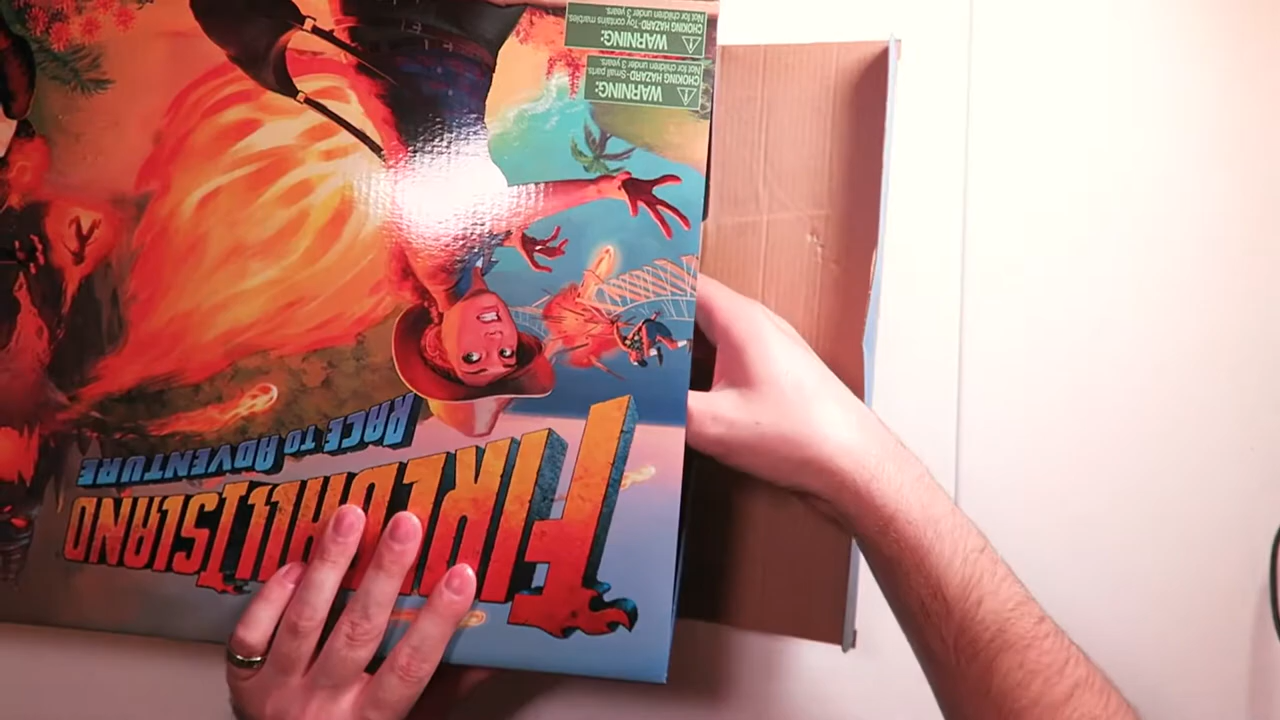 FIREBALL ISLAND
RACE TO ADVENTURE
WARNING:
CHOKING HAZARD-Small parts.
Not for children under 3 years.
WARNING:
CHOKING HAZARD-Toy contains marbles.
Not for children under 3 years.